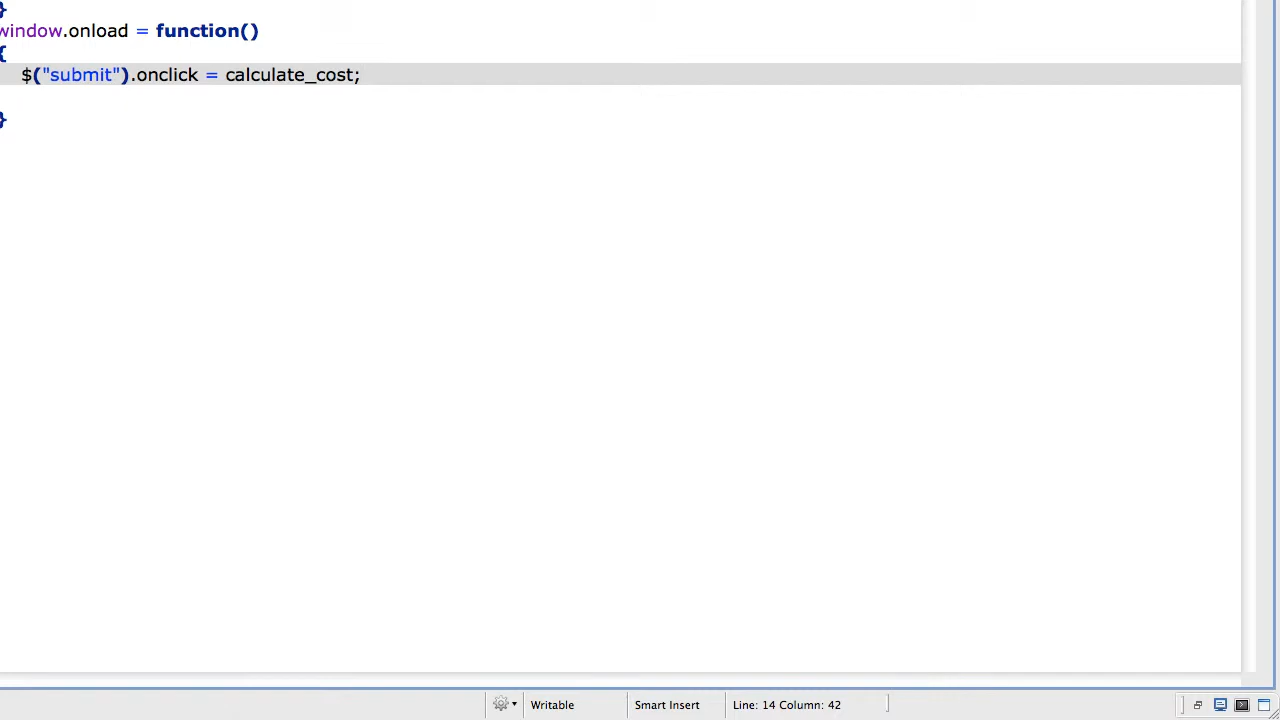 }
window.onload = function()
{
$("submit").onclick = calculate_cost;
}
Writable Smart Insert Line: 14 Column: 42